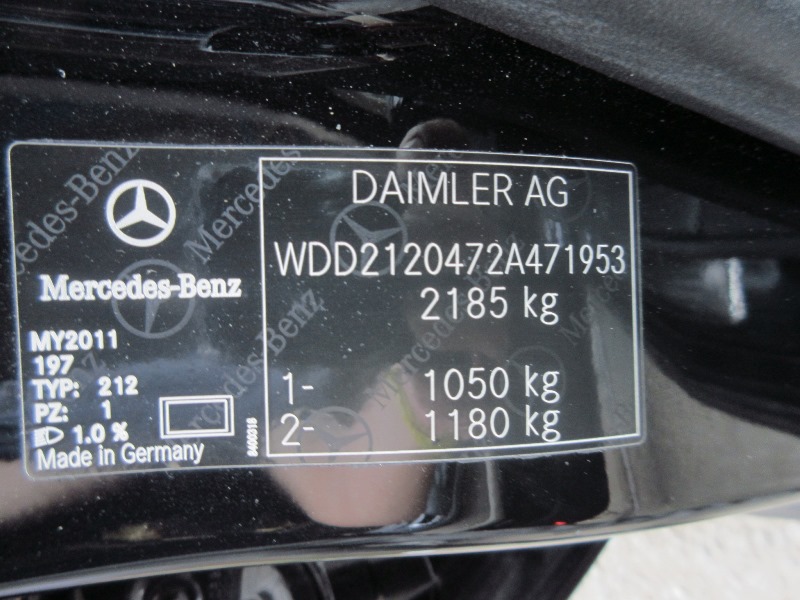 Mercedes-Benz
MY2011
197
TYP: 212
PZ: 1
1.0 %
Made in Germany
8400318
DAIMLER AG
WDD2120472A471953
2185 kg
1- 1050 kg
2- 1180 kg